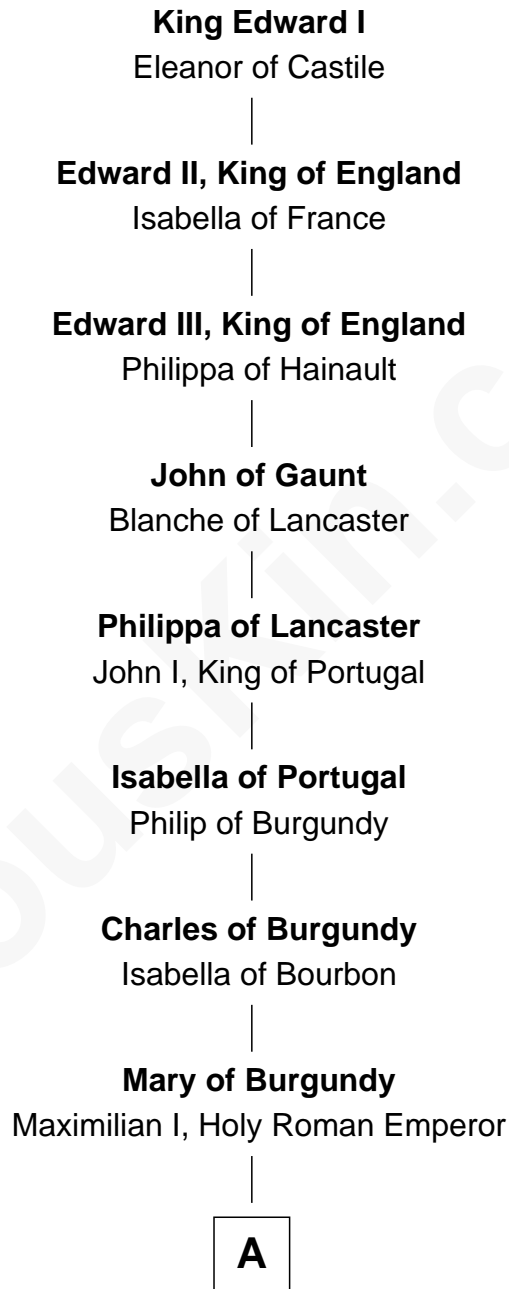 King Edward I
Eleanor of Castile
Edward II, King of England
Isabella of France
Edward III, King of England
Philippa of Hainault
John of Gaunt
Blanche of Lancaster
Philippa of Lancaster
John I, King of Portugal
Isabella of Portugal
Philip of Burgundy
Charles of Burgundy
Isabella of Bourbon
Mary of Burgundy
Maximilian I, Holy Roman Emperor
A